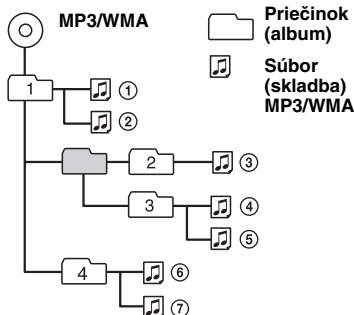 MP3/WMA
Priečinok
(album)
Súbor
(skladba)
MP3/WMA
1
①
②
2
③
3
④
⑤
4
⑥
⑦